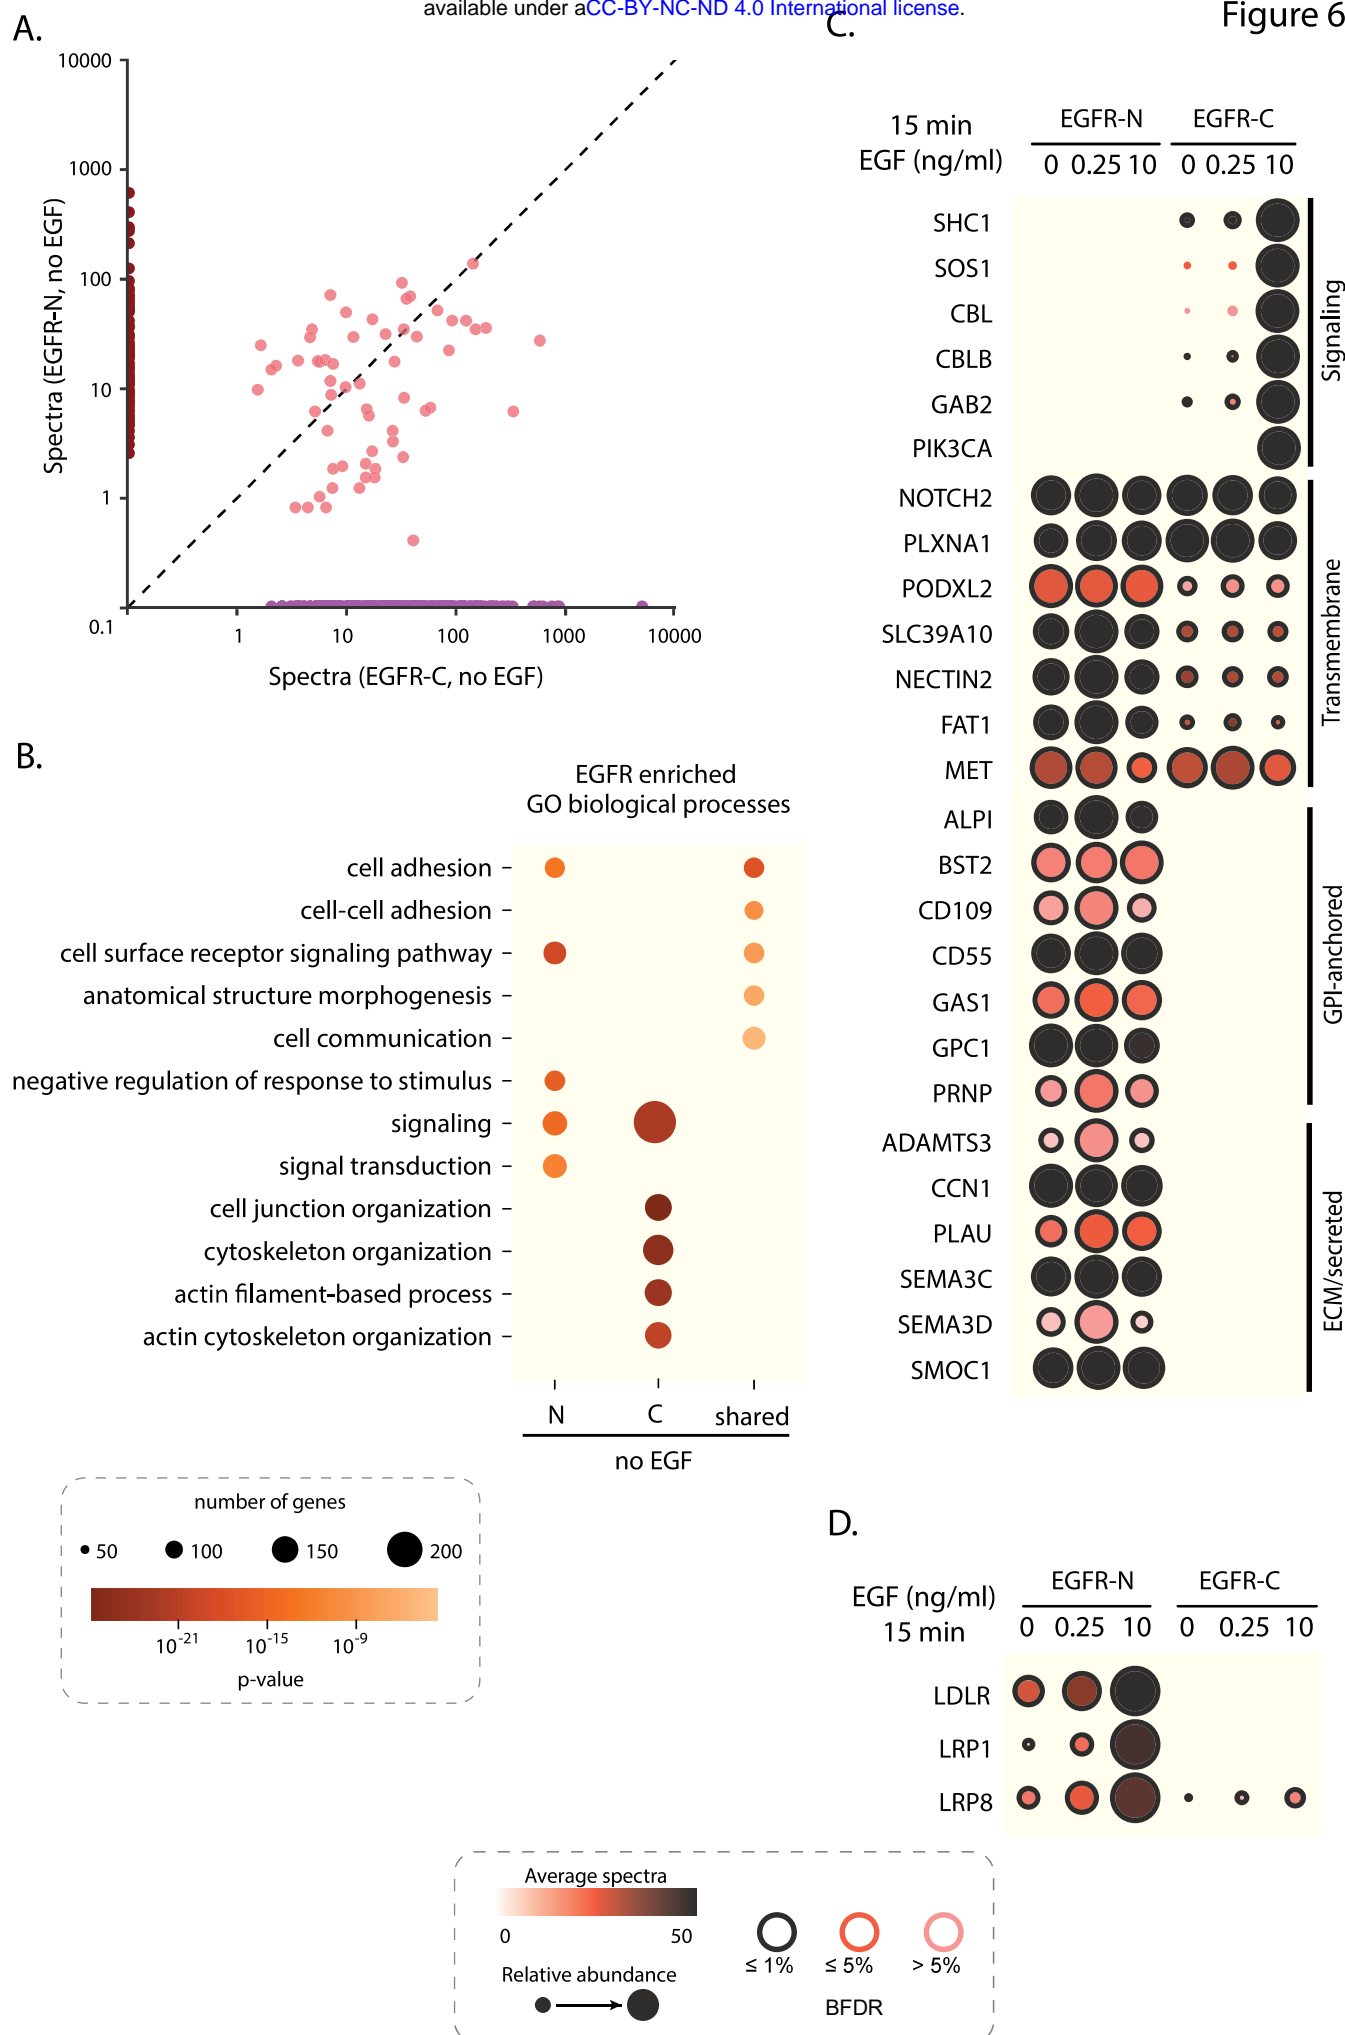 available under aCC-BY-NC-ND 4.0 International license.
Figure 6
A.
10000
1000
100
10
1
0.1
1
10
100
1000
10000
Spectra (EGFR-N, no EGF)
Spectra (EGFR-C, no EGF)
B.
EGFR enriched
GO biological processes
cell adhesion
cell-cell adhesion
cell surface receptor signaling pathway
anatomical structure morphogenesis
cell communication
negative regulation of response to stimulus
signaling
signal transduction
cell junction organization
cytoskeleton organization
actin filament-based process
actin cytoskeleton organization
N C shared
no EGF
number of genes
50 100 150 200
10-21 10-15 10-9
p-value
C.
15 min
EGF (ng/ml)
EGFR-N EGFR-C
0 0.25 10 0 0.25 10
SHC1
SOS1
CBL
CBLB
GAB2
PIK3CA
Signaling
NOTCH2
PLXNA1
PODXL2
SLC39A10
NECTIN2
FAT1
MET
Transmembrane
ALPI
BST2
CD109
CD55
GAS1
GPC1
PRNP
GPI-anchored
ADAMTS3
CCN1
PLAU
SEMA3C
SEMA3D
SMOC1
ECM/secreted
D.
EGF (ng/ml)
15 min
EGFR-N EGFR-C
0 0.25 10 0 0.25 10
LDLR
LRP1
LRP8
Average spectra
0 50
Relative abundance
≤ 1% ≤ 5% > 5%
BFDR